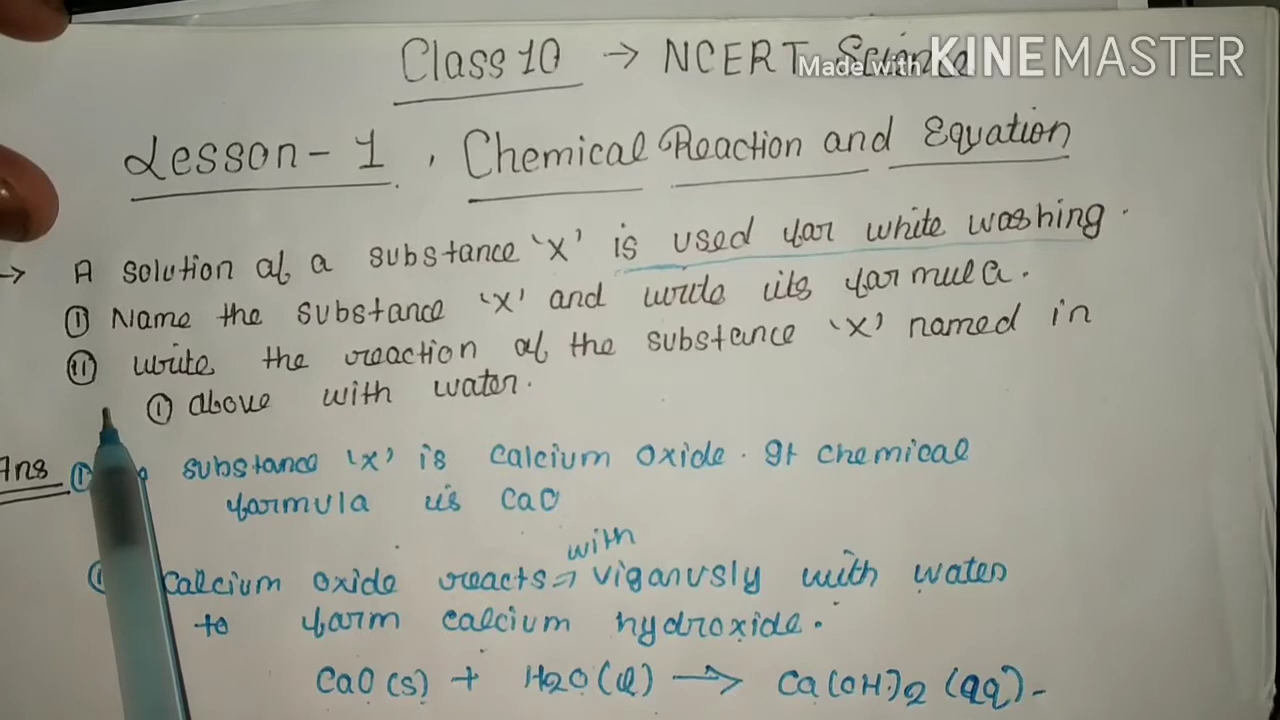 Class 10 → NCERT Science
Made with KINEMASTER
Lesson - 1 , Chemical Reaction and Equation
→ A solution of a substance 'X' is used for white washing.
(I) Name the substance 'X' and write its formula.
(II) write the reaction of the substance 'X' named in
(I) above with water.
Ans (I) substance 'X' is calcium oxide. It chemical
formula is CaO
with
calcium oxide reacts → vigarusly with water
to form calcium hydroxide.
CaO (s) + H2O (l) → Ca(OH)2 (aq) -